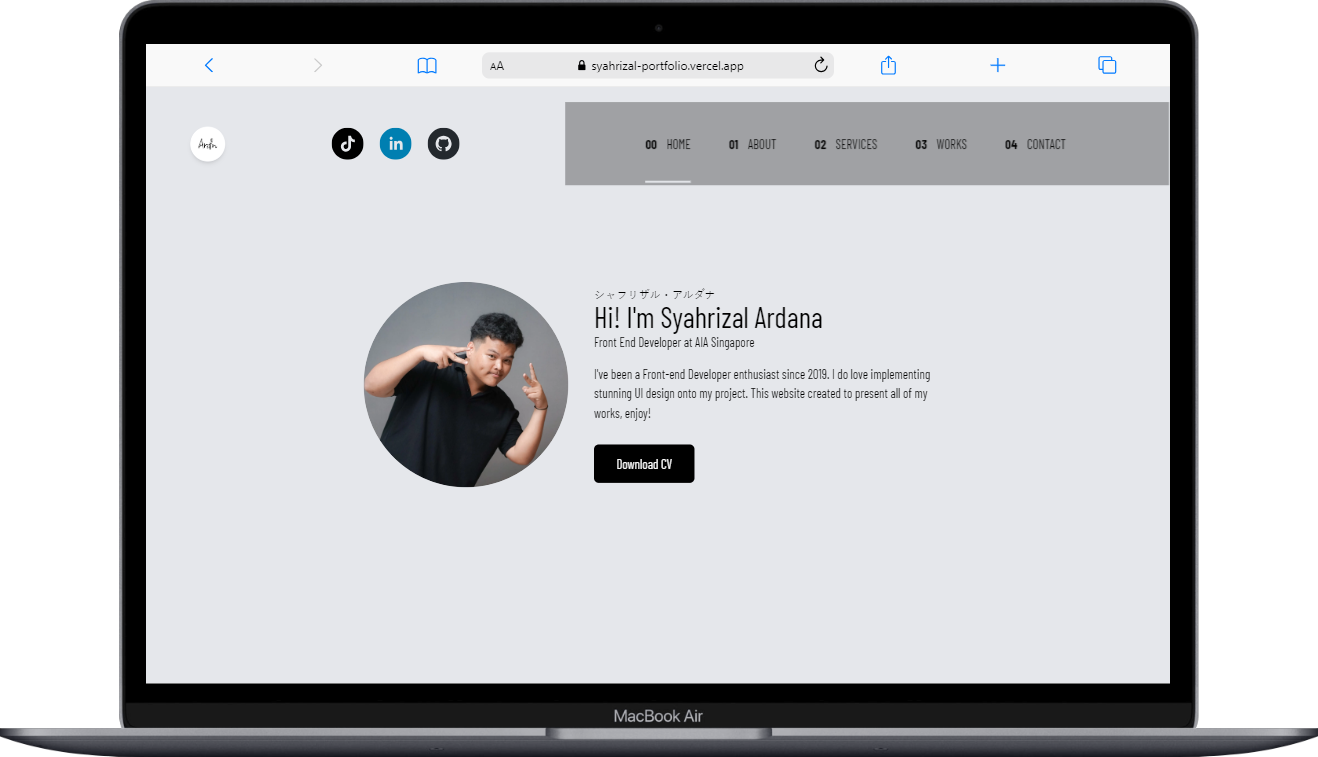 AA syahrizal-portfolio.vercel.app
Ardn
in
00 HOME 01 ABOUT 02 SERVICES 03 WORKS 04 CONTACT
シャフリザル・アルダナ
Hi! I'm Syahrizal Ardana
Front End Developer at AIA Singapore
I've been a Front-end Developer enthusiast since 2019. I do love implementing
stunning UI design onto my project. This website created to present all of my
works, enjoy!
Download CV
MacBook Air